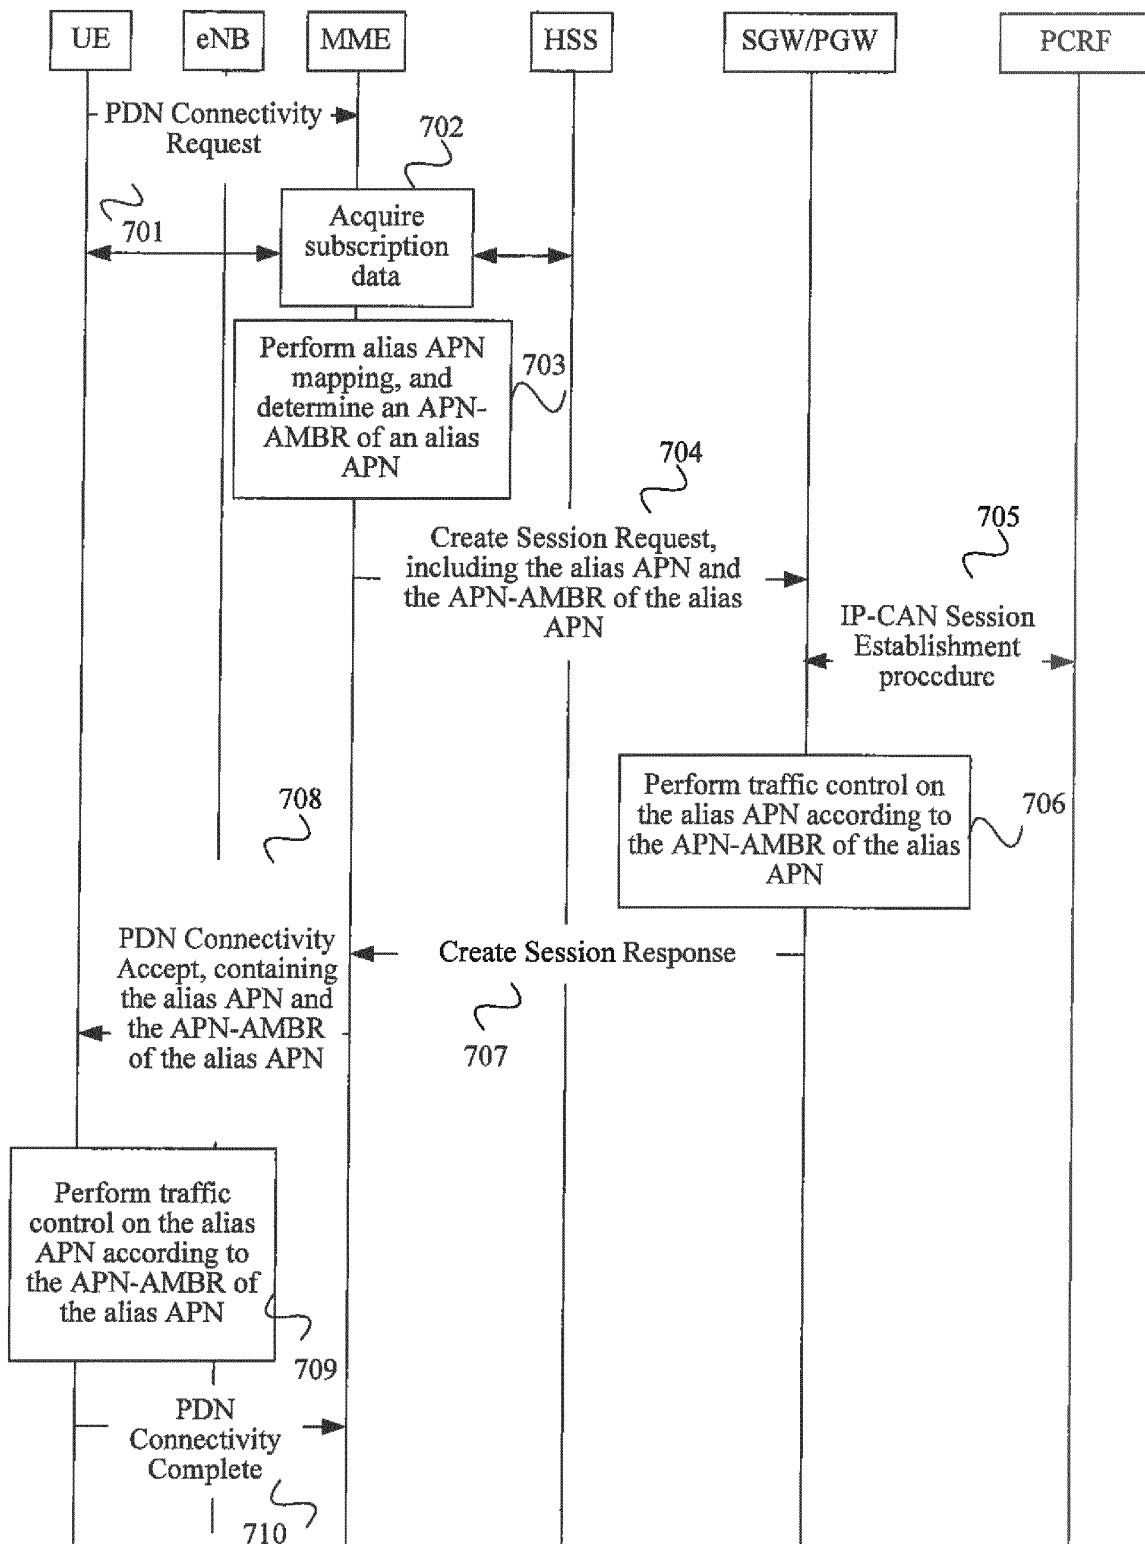 UE
eNB
MME
HSS
SGW/PGW
PCRF
PDN Connectivity
Request
702
701
Acquire
subscription
data
Perform alias APN
mapping, and
determine an APN-
AMBR of an alias
APN
703
704
Create Session Request,
including the alias APN and
the APN-AMBR of the alias
APN
705
IP-CAN Session
Establishment
procedure
Perform traffic control on
the alias APN according to
the APN-AMBR of the alias
APN
706
708
PDN Connectivity
Accept, containing
the alias APN and
the APN-AMBR
of the alias APN
Create Session Response
707
Perform traffic
control on the alias
APN according to
the APN-AMBR of
the alias APN
709
PDN
Connectivity
Complete
710